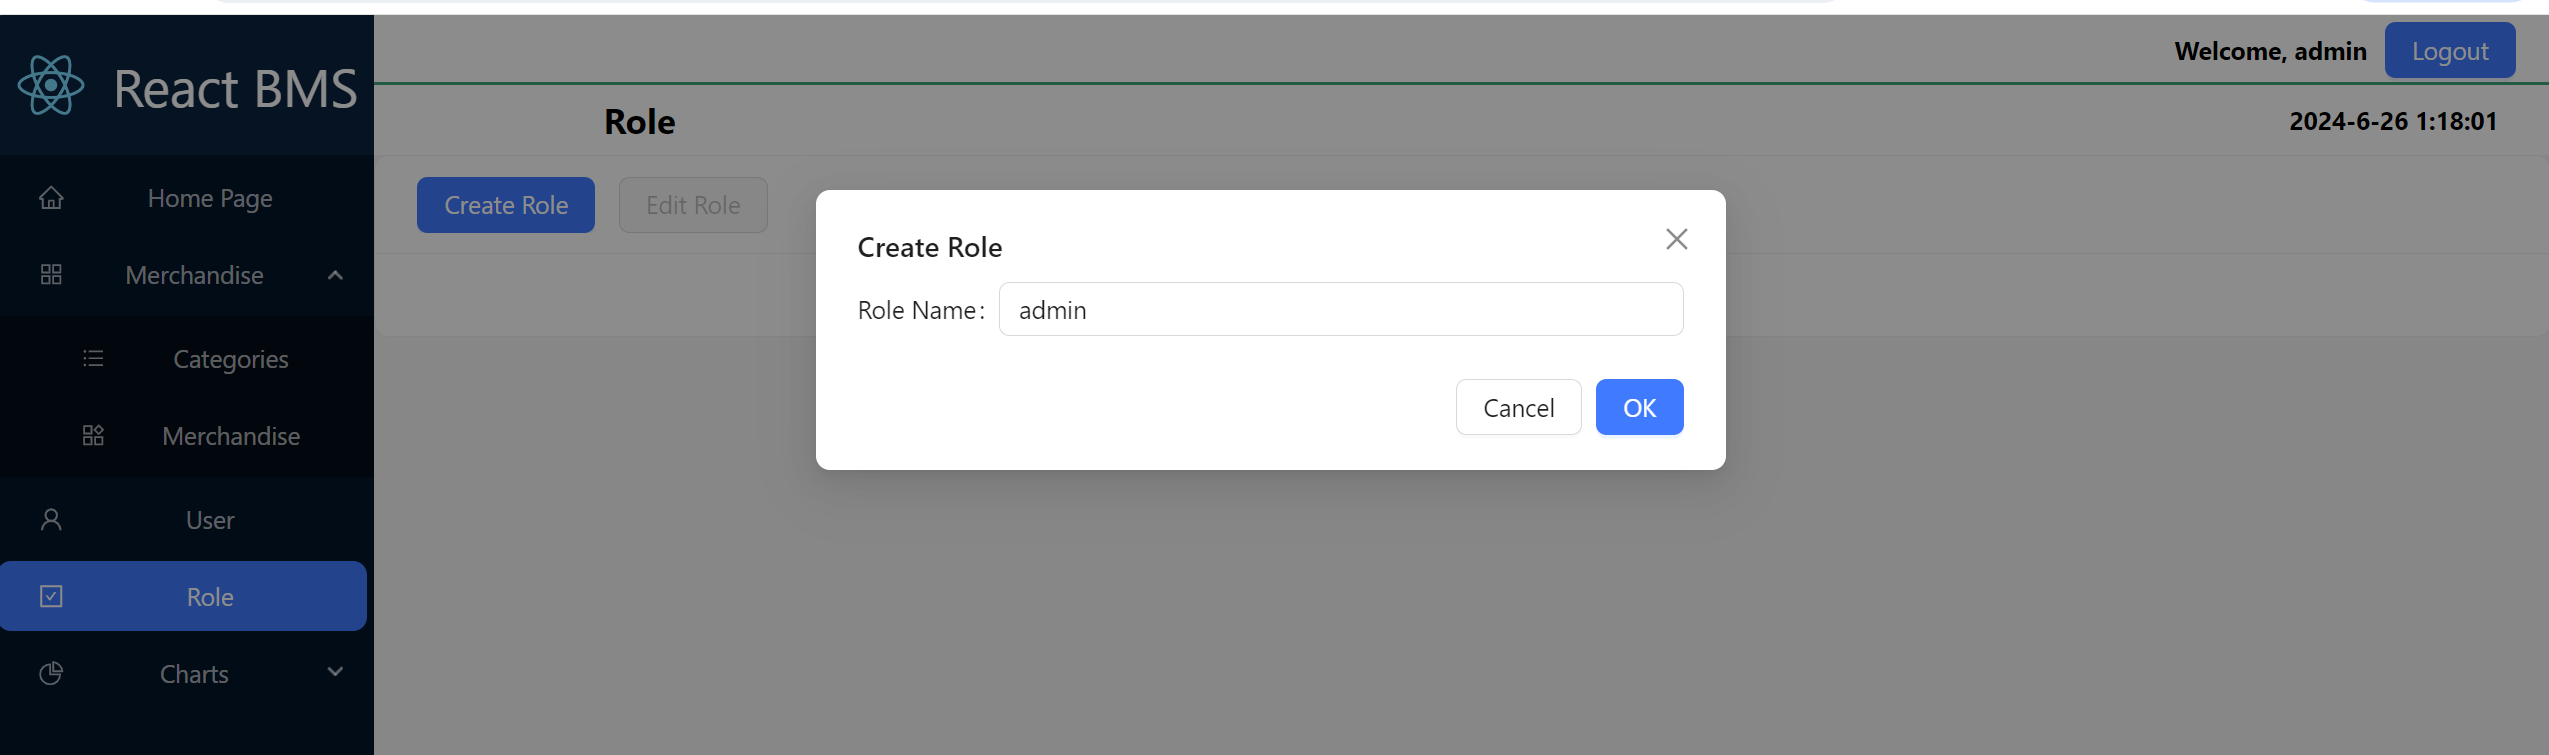 React BMS
Welcome, admin
Logout
Role
2024-6-26 1:18:01
Home Page
Merchandise
Categories
Merchandise
User
Role
Charts
Create Role
Edit Role
Create Role
Role Name:
admin
Cancel
OK